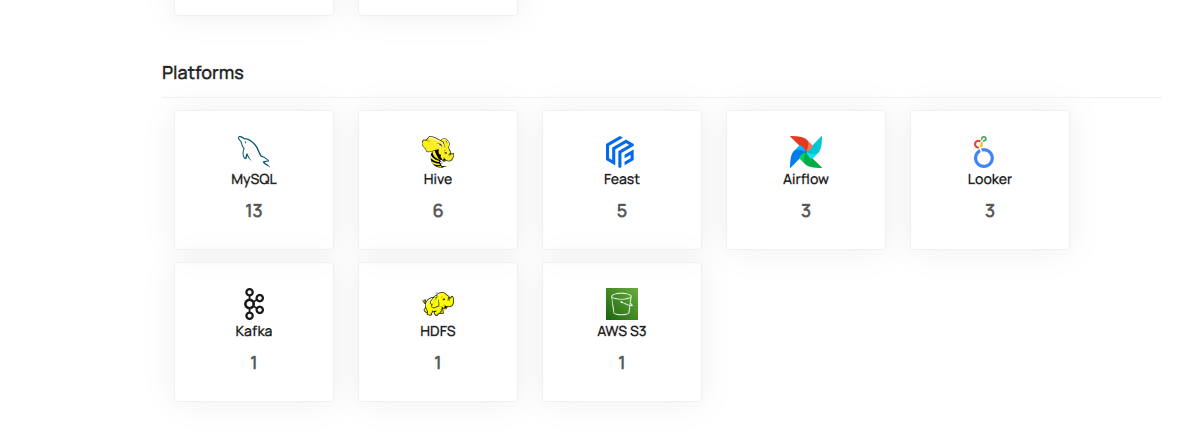 Platforms
MySQL
13
Hive
6
Feast
5
Airflow
3
Looker
3
Kafka
1
HDFS
1
AWS S3
1